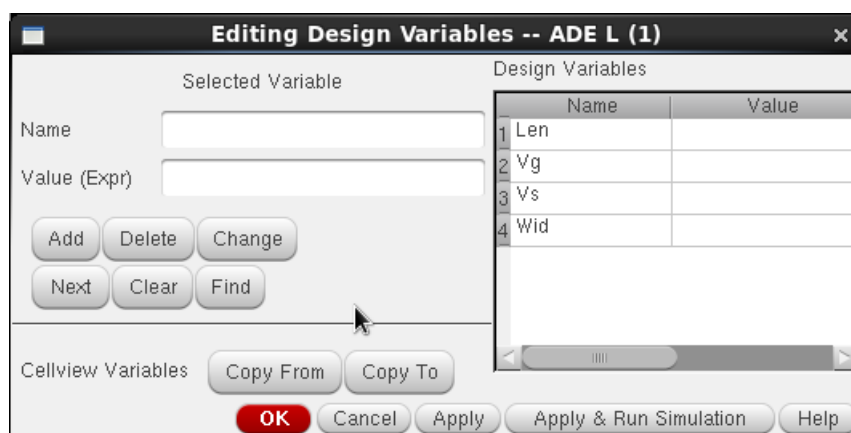 Editing Design Variables -- ADE L (1)
Selected Variable
Name
Value (Expr)
Add Delete Change
Next Clear Find
Cellview Variables Copy From Copy To
Design Variables
Name Value
1 Len
2 Vg
3 Vs
4 Wid
OK Cancel Apply Apply & Run Simulation Help